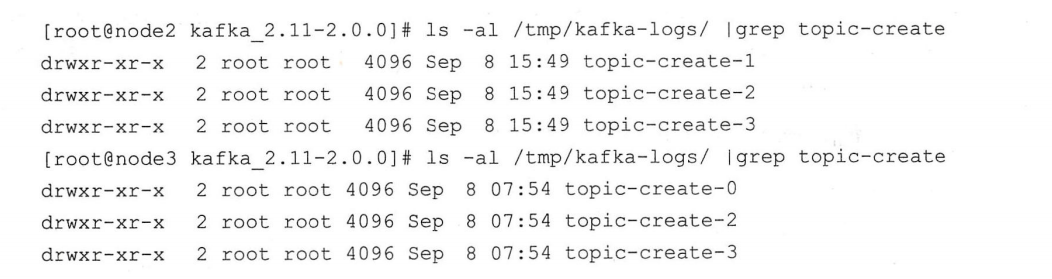 [root@node2 kafka_2.11-2.0.0]# ls -al /tmp/kafka-logs/ |grep topic-create
drwxr-xr-x  2 root root  4096 Sep  8 15:49 topic-create-1
drwxr-xr-x  2 root root  4096 Sep  8 15:49 topic-create-2
drwxr-xr-x  2 root root  4096 Sep  8 15:49 topic-create-3
[root@node3 kafka_2.11-2.0.0]# ls -al /tmp/kafka-logs/ |grep topic-create
drwxr-xr-x  2 root root 4096 Sep  8 07:54 topic-create-0
drwxr-xr-x  2 root root 4096 Sep  8 07:54 topic-create-2
drwxr-xr-x  2 root root 4096 Sep  8 07:54 topic-create-3